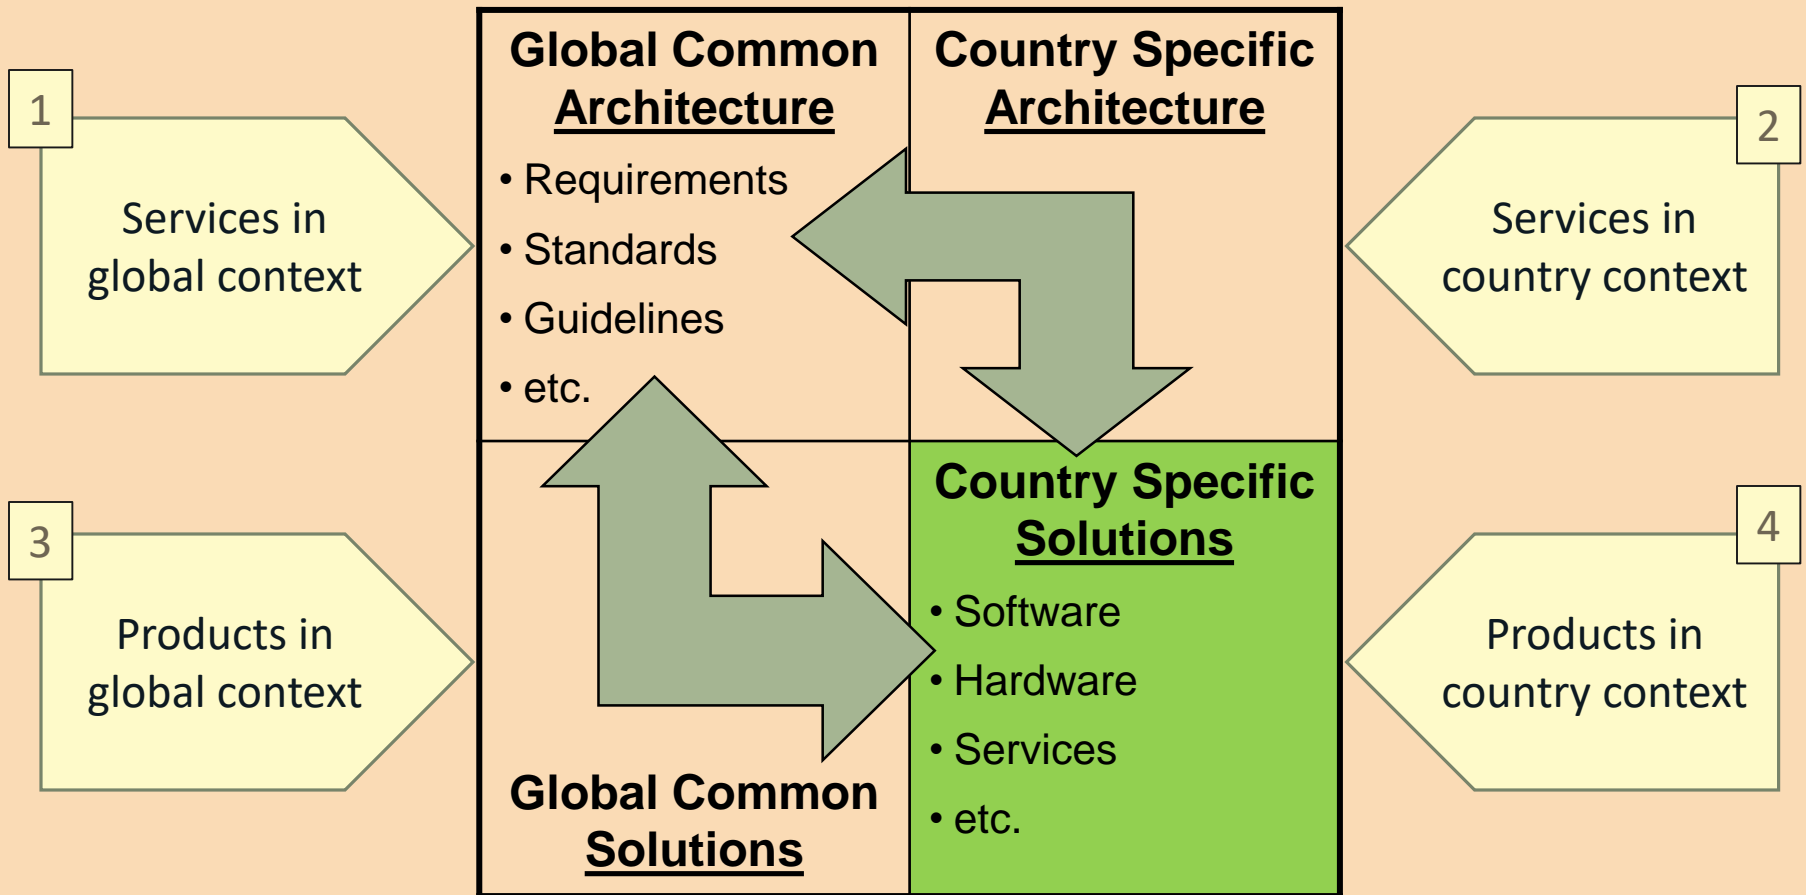 Global Common
Architecture
• Requirements
• Standards
• Guidelines
• etc.
Country Specific
Architecture
1
Services in
global context
2
Services in
country context
3
Products in
global context
Global Common
Solutions
Country Specific
Solutions
• Software
• Hardware
• Services
• etc.
4
Products in
country context